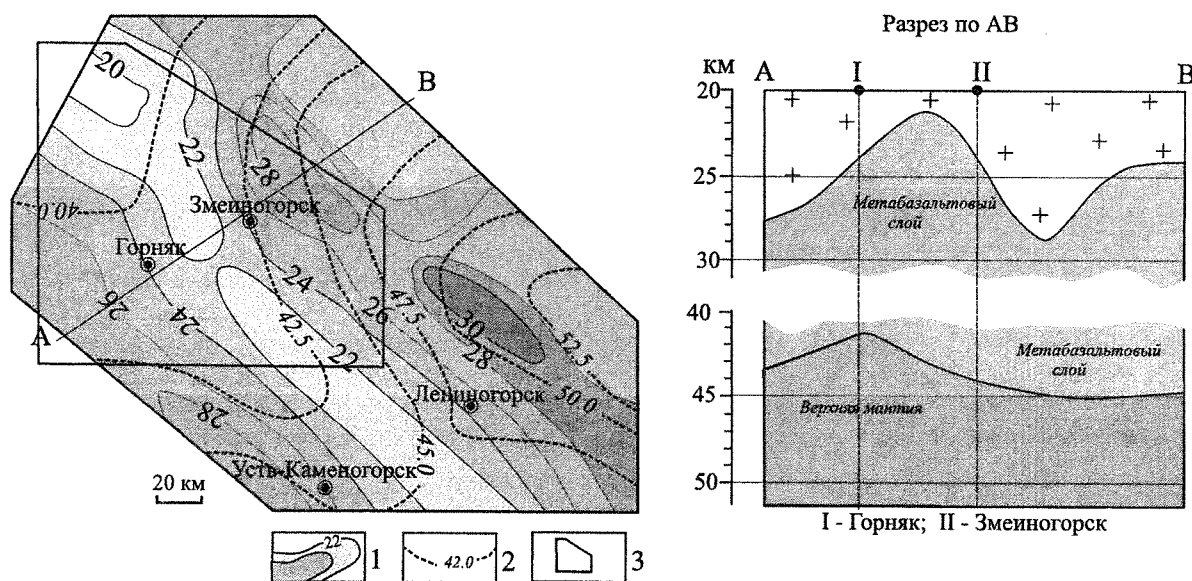 20
22
28
B
Змеиногорск
40.0
Горняк
26
24
24
A
42.5
22
26
47.5
30
28
52.5
50.0
Лениногорск
45.0
28
Усть-Каменогорск
20 км
22
1
42.0
2
3
Разрез по АВ
км
A
I
II
B
20
25
30
40
45
50
Метабазальтовый
слой
Метабазальтовый
слой
Верхняя мантия
I - Горняк; II - Змеиногорск